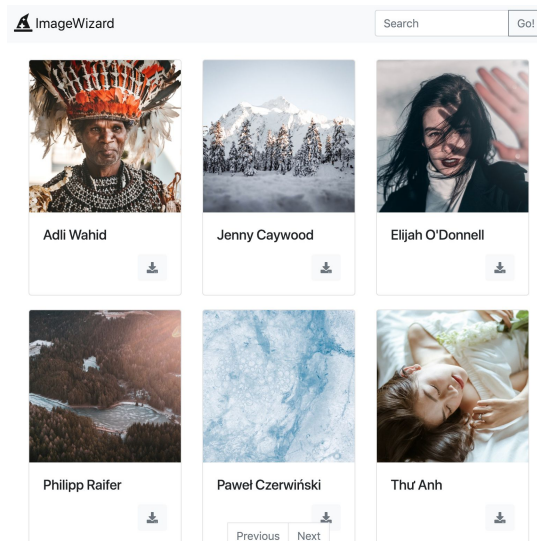 ImageWizard
Search
Go!
Adli Wahid
Jenny Caywood
Elijah O'Donnell
Philipp Raifer
Paweł Czerwiński
Thư Anh
Previous
Next